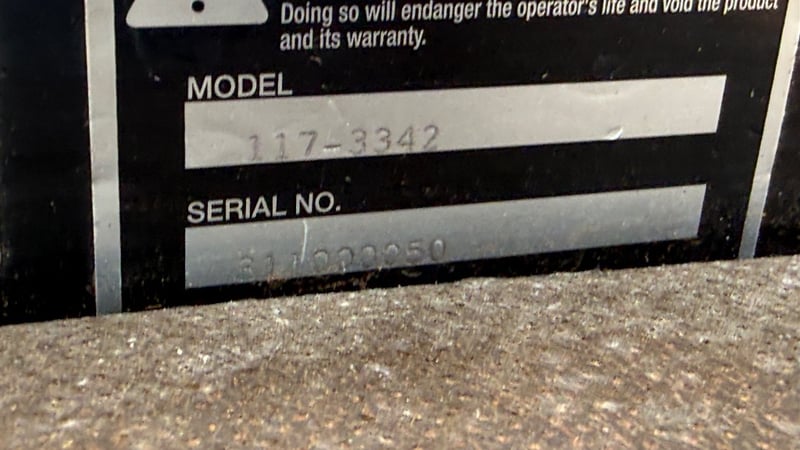 Doing so will endanger the operator's life and void the product
and its warranty.
MODEL
117-3342
SERIAL NO.